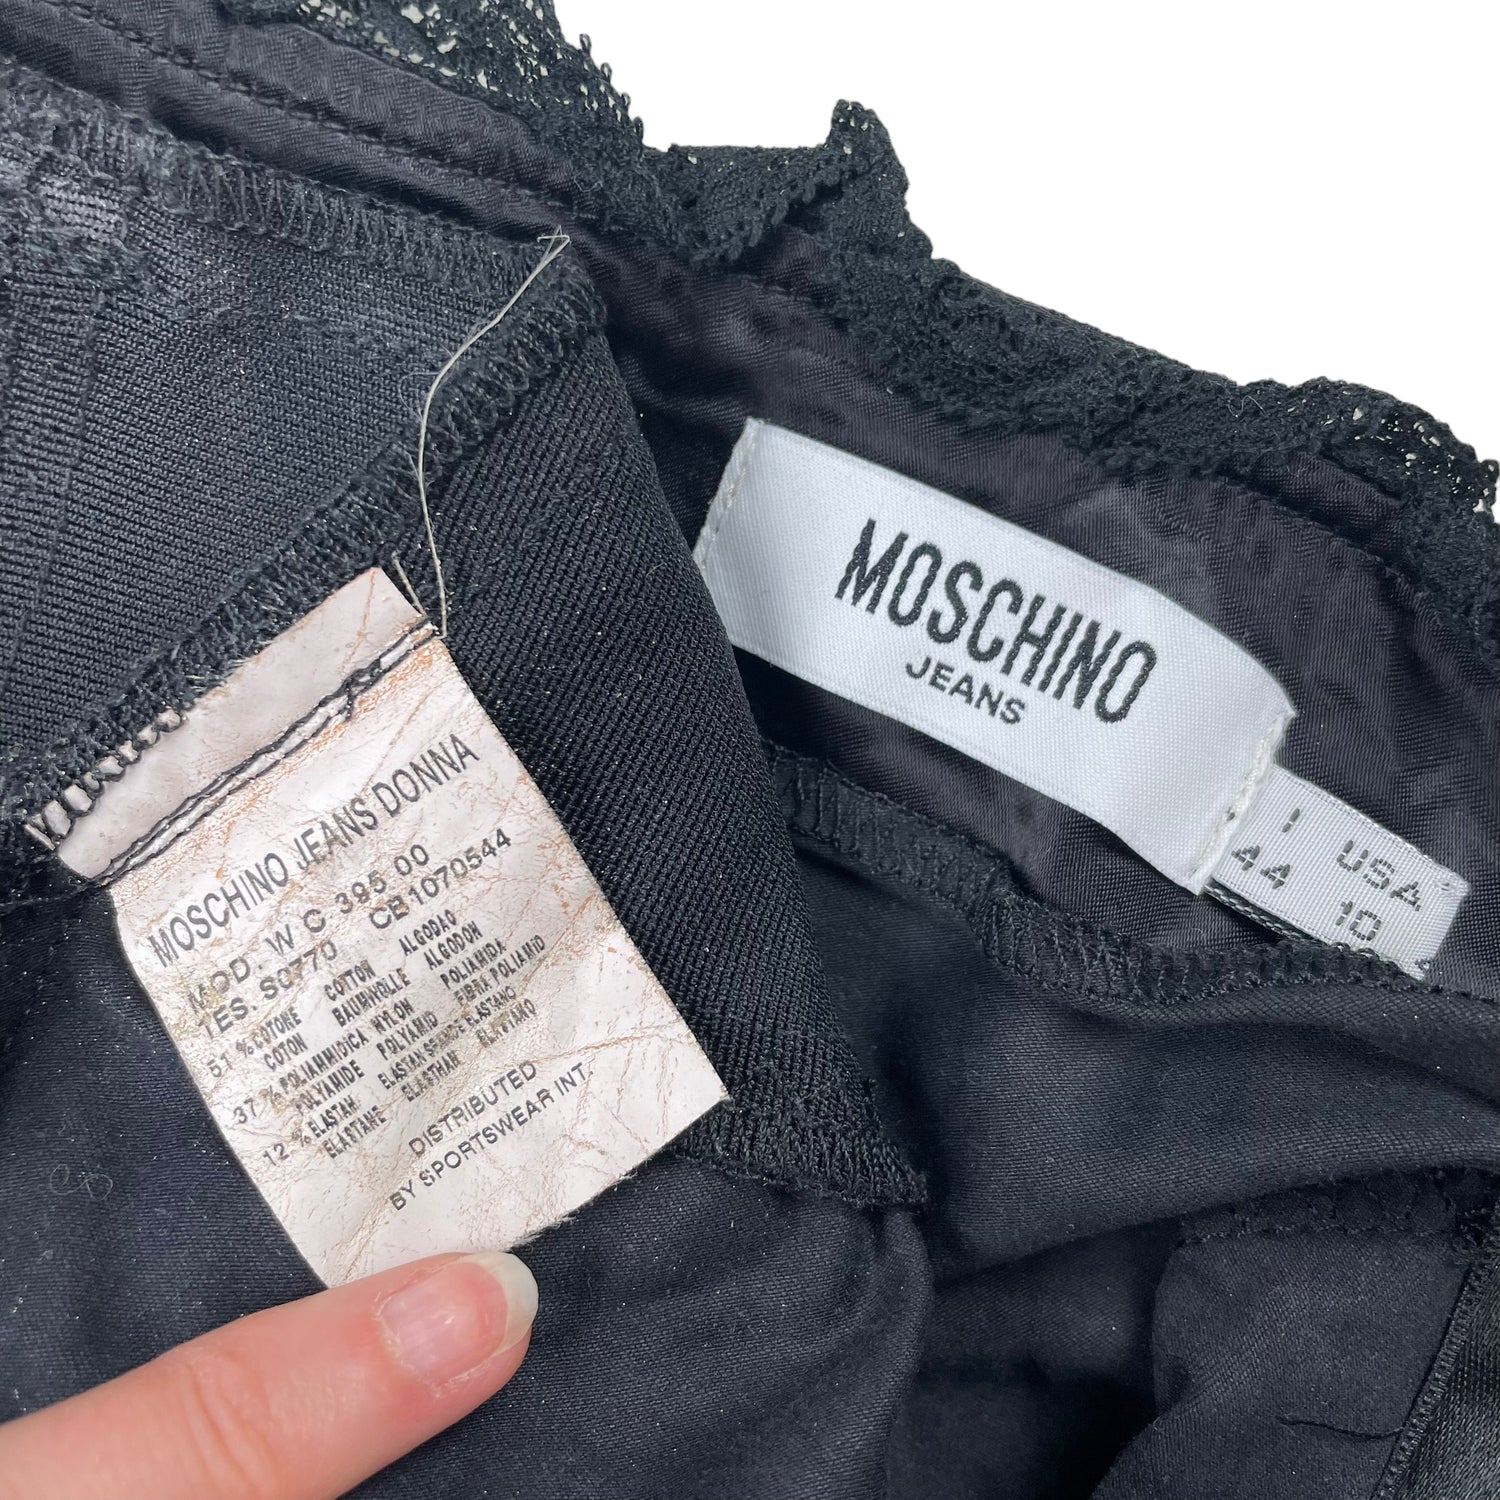 MOSCHINO
JEANS
I USA
44 10
MOSCHINO JEANS DONNA
MOD. W C 395 00
TES. S0770 CB 1070544
51 % COTONE COTTON ALGODAO
COTON BAUMWOLLE ALGODON
37 % POLIAMMIDICA NYLON POLIAMIDA
POLYAMIDE POLYAMID FIBRA POLIAMID
12 % ELASTAN ELASTAN ELASTANO
ELASTANE ELASTHAN ELASTANO
DISTRIBUTED
BY SPORTSWEAR INT.